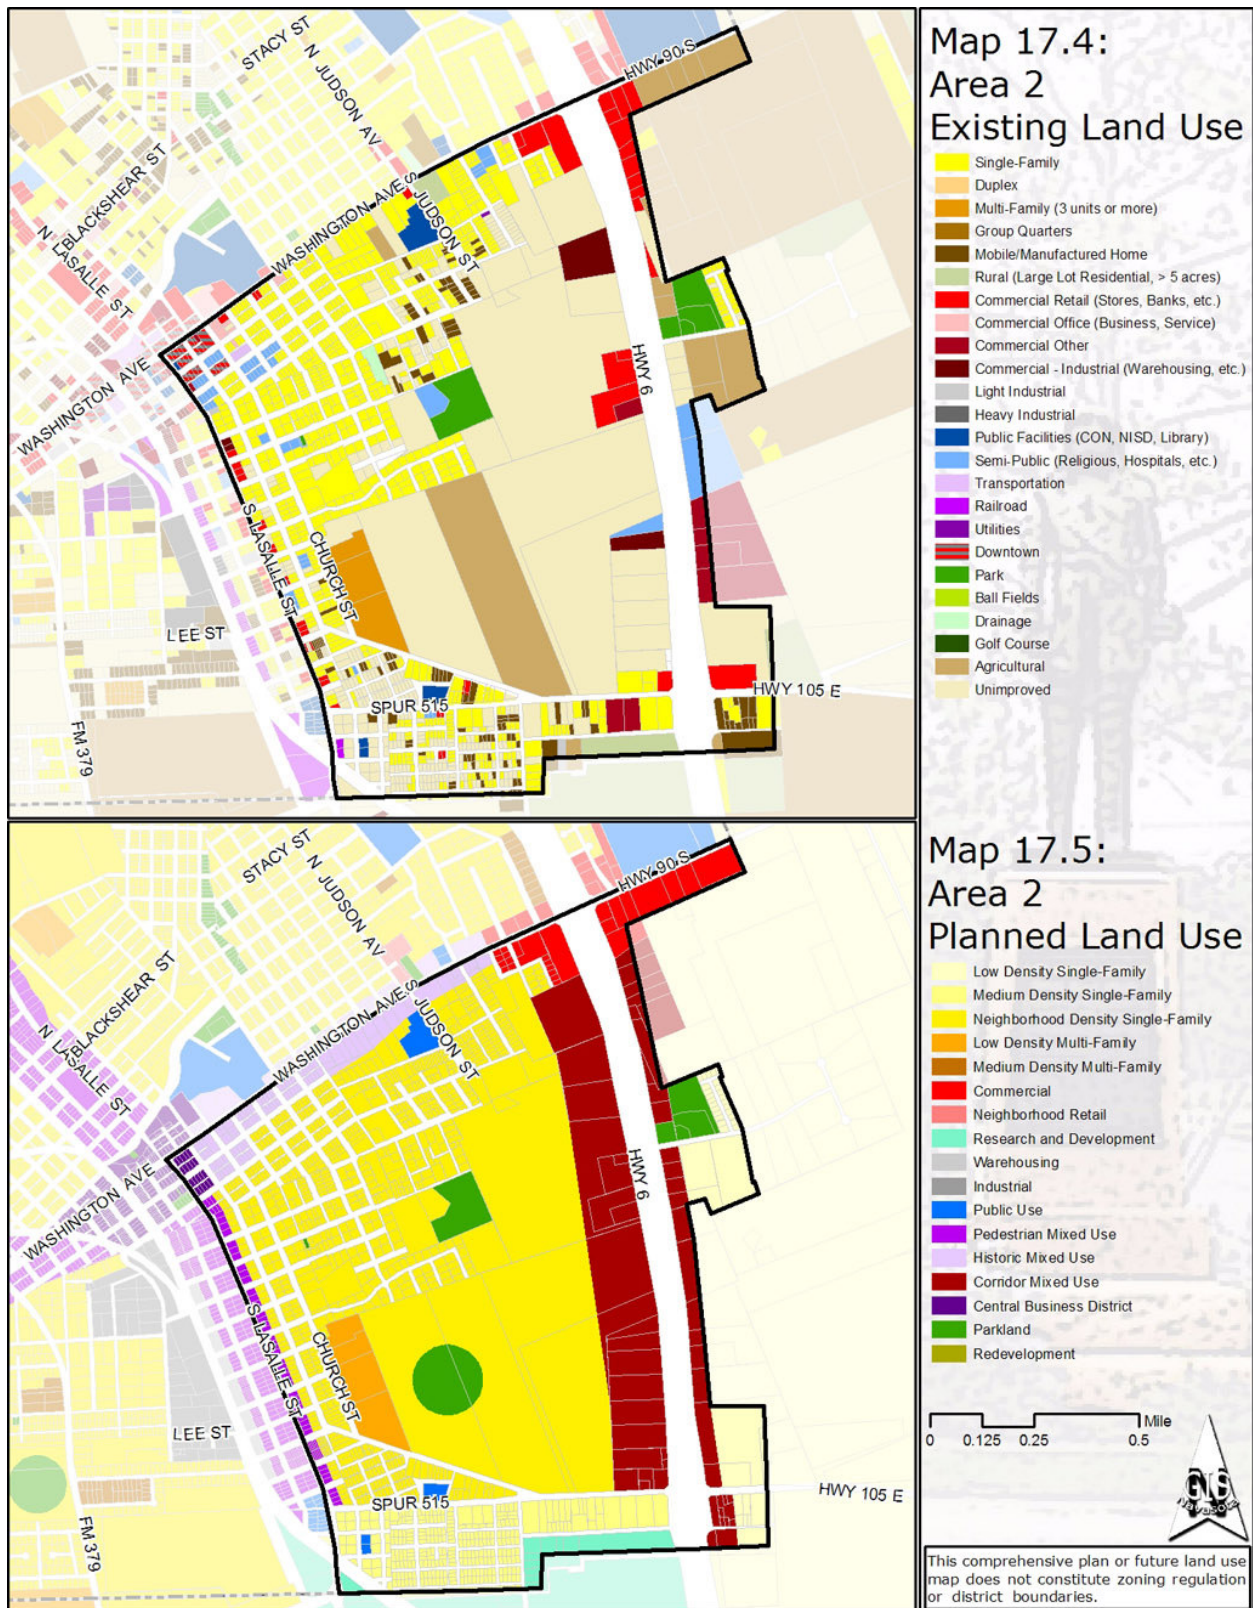 Map 17.4:
Area 2
Existing Land Use
Single-Family
Duplex
Multi-Family (3 units or more)
Group Quarters
Mobile/Manufactured Home
Rural (Large Lot Residential, > 5 acres)
Commercial Retail (Stores, Banks, etc.)
Commercial Office (Business, Service)
Commercial Other
Commercial - Industrial (Warehousing, etc.)
Light Industrial
Heavy Industrial
Public Facilities (CON, NISD, Library)
Semi-Public (Religious, Hospitals, etc.)
Transportation
Railroad
Utilities
Downtown
Park
Ball Fields
Drainage
Golf Course
Agricultural
Unimproved
STACY ST
N JUDSON AV
HWY 90 S
BLACKSHEAR ST
N LASALLE ST
WASHINGTON AVE
S JUDSON ST
WASHINGTON AVE
HWY 6
S LASALLE ST
CHURCH ST
LEE ST
SPUR 515
HWY 105 E
FM 379
Map 17.5:
Area 2
Planned Land Use
Low Density Single-Family
Medium Density Single-Family
Neighborhood Density Single-Family
Low Density Multi-Family
Medium Density Multi-Family
Commercial
Neighborhood Retail
Research and Development
Warehousing
Industrial
Public Use
Pedestrian Mixed Use
Historic Mixed Use
Corridor Mixed Use
Central Business District
Parkland
Redevelopment
STACY ST
N JUDSON AV
HWY 90 S
BLACKSHEAR ST
N LASALLE ST
WASHINGTON AVE
S JUDSON ST
WASHINGTON AVE
HWY 6
S LASALLE ST
CHURCH ST
LEE ST
SPUR 515
HWY 105 E
FM 379
Mile
0 0.125 0.25 0.5
GIS
Navasota
This comprehensive plan or future land use
map does not constitute zoning regulation
or district boundaries.